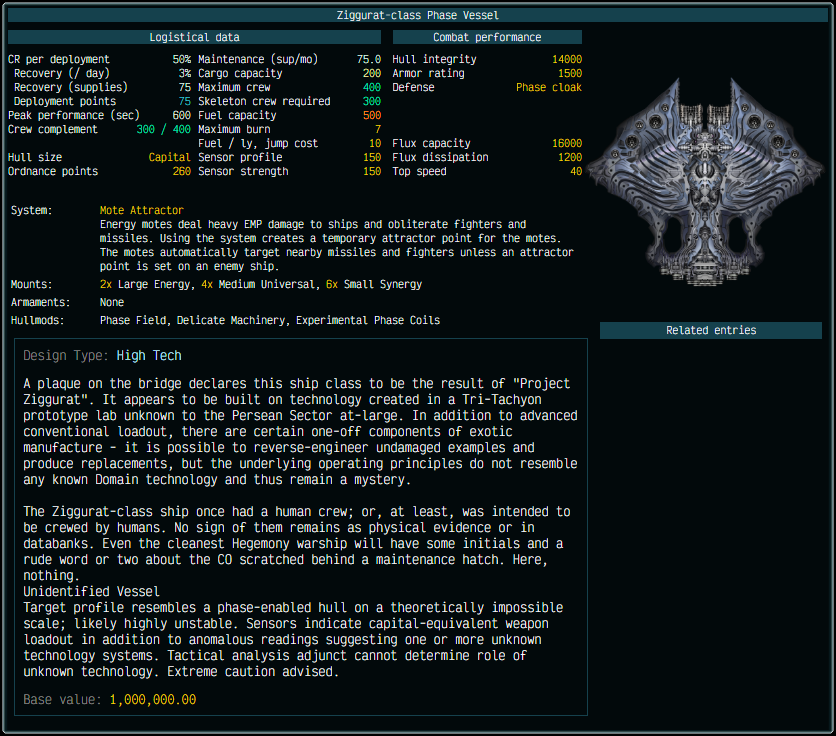 Ziggurat-class Phase Vessel
Logistical data
CR per deployment 50% Maintenance (sup/mo) 75.0
Recovery (/ day) 3% Cargo capacity 200
Recovery (supplies) 75 Maximum crew 400
Deployment points 75 Skeleton crew required 300
Peak performance (sec) 600 Fuel capacity 500
Crew complement 300 / 400 Maximum burn 7
Fuel / ly, jump cost 10
Hull size Capital Sensor profile 150
Ordnance points 260 Sensor strength 150
Combat performance
Hull integrity 14000
Armor rating 1500
Defense Phase cloak
Flux capacity 16000
Flux dissipation 1200
Top speed 40
System: Mote Attractor
Energy motes deal heavy EMP damage to ships and obliterate fighters and
missiles. Using the system creates a temporary attractor point for the motes.
The motes automatically target nearby missiles and fighters unless an attractor
point is set on an enemy ship.
Mounts: 2x Large Energy, 4x Medium Universal, 6x Small Synergy
Armaments: None
Hullmods: Phase Field, Delicate Machinery, Experimental Phase Coils
Related entries
Design Type: High Tech
A plaque on the bridge declares this ship class to be the result of "Project
Ziggurat". It appears to be built on technology created in a Tri-Tachyon
prototype lab unknown to the Persean Sector at-large. In addition to advanced
conventional loadout, there are certain one-off components of exotic
manufacture - it is possible to reverse-engineer undamaged examples and
produce replacements, but the underlying operating principles do not resemble
any known Domain technology and thus remain a mystery.
The Ziggurat-class ship once had a human crew; or, at least, was intended to
be crewed by humans. No sign of them remains as physical evidence or in
databanks. Even the cleanest Hegemony warship will have some initials and a
rude word or two about the CO scratched behind a maintenance hatch. Here,
nothing.
Unidentified Vessel
Target profile resembles a phase-enabled hull on a theoretically impossible
scale; likely highly unstable. Sensors indicate capital-equivalent weapon
loadout in addition to anomalous readings suggesting one or more unknown
technology systems. Tactical analysis adjunct cannot determine role of
unknown technology. Extreme caution advised.
Base value: 1,000,000.00